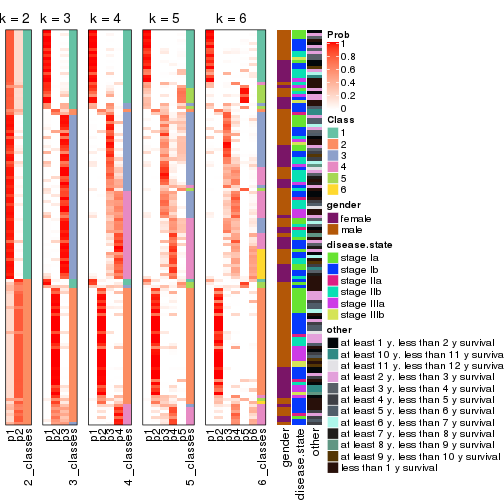 k = 2
k = 3
k = 4
k = 5
k = 6
Prob
1
0.8
0.6
0.4
0.2
0
Class
1
2
3
4
5
6
gender
female
male
disease.state
stage Ia
stage Ib
stage IIa
stage IIb
stage IIIa
stage IIIb
other
at least 1 y. less than 2 y survival
at least 10 y. less than 11 y survival
at least 11 y. less than 12 y survival
at least 2 y. less than 3 y survival
at least 3 y. less than 4 y survival
at least 4 y. less than 5 y survival
at least 5 y. less than 6 y survival
at least 6 y. less than 7 y survival
at least 7 y. less than 8 y survival
at least 8 y. less than 9 y survival
at least 9 y. less than 10 y survival
less than 1 y survival
p1
p2
2_classes
p1
p2
p3
3_classes
p1
p2
p3
p4
4_classes
p1
p2
p3
p4
p5
5_classes
p1
p2
p3
p4
p5
p6
6_classes
gender
disease.state
other